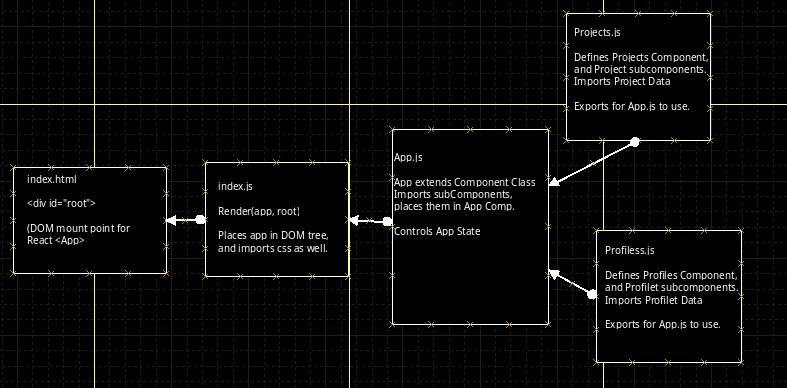 index.html
<div id="root">
(DOM mount point for
React <App>
index.js
Render(app, root)
Places app in DOM tree,
and imports css as well.
App.js
App extends Component Class
Imports subComponents,
places them in App Comp.
Controls App State
Projects.js
Defines Projects Component,
and Project subcomponents.
Imports Project Data
Exports for App.js to use.
Profiless.js
Defines Profiles Component,
and Profilet subcomponents.
Imports Profilet Data
Exports for App.js to use.